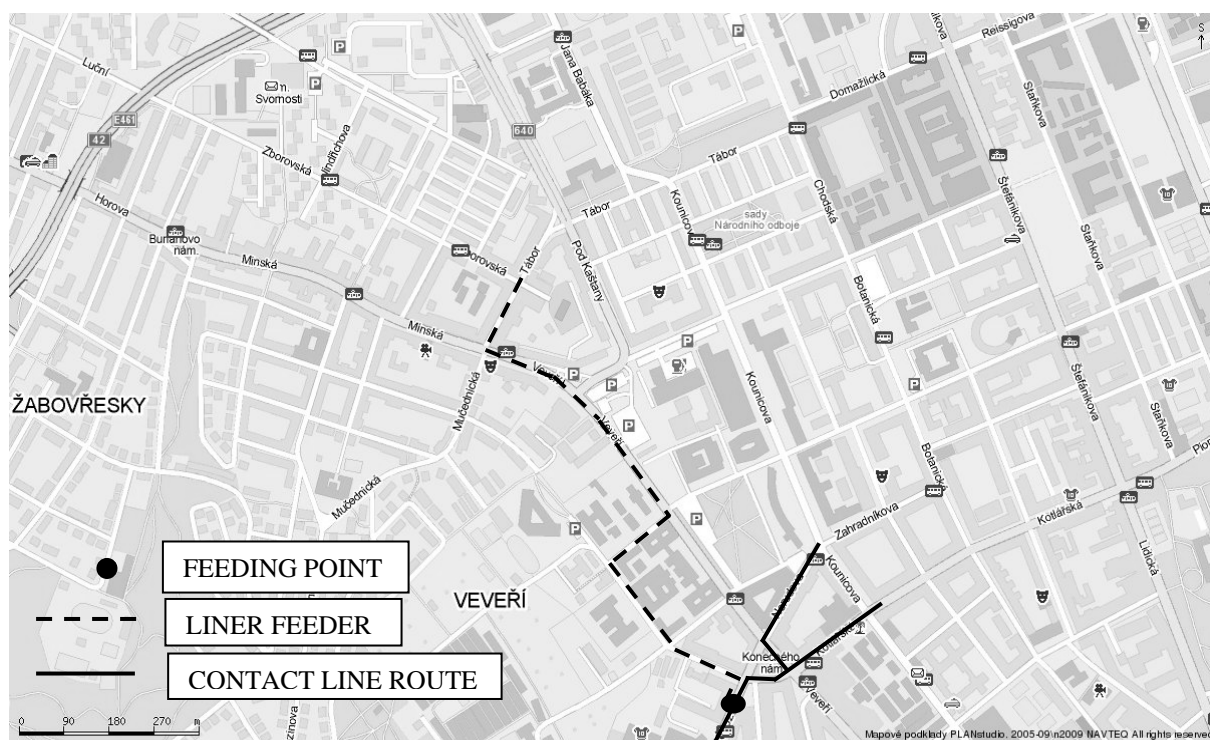 Luční
m.
Svornosti
P
P
Jana Babáka
P
Reissigova
S
Domažlická
Staňkova
E461
42
640
Jindřichova
Zborovská
Tábor
Tábor
Kounicova
Chodská
Štefánikova
sady
Národního odboje
Horova
Burianovo
nám.
Minská
Tábor
Pod Kaštany
Botanická
Staňkova
Minská
P
Veveří
P
P
P
P
Mučednická
Kounicova
Štefánikova
Staňkova
ŽABOVŘESKY
Veveří
Botanická
Mučednická
P
P
Zahradníkova
Kotlářská
Lidická
FEEDING POINT
VEVEŘÍ
Kounicova
LINER FEEDER
Kotlářská
Konečného
nám.
CONTACT LINE ROUTE
Veveří
0 90 180 270 m
Mapové podklady PLANstudio, 2005-09\n2009 NAVTEQ All rights reserved